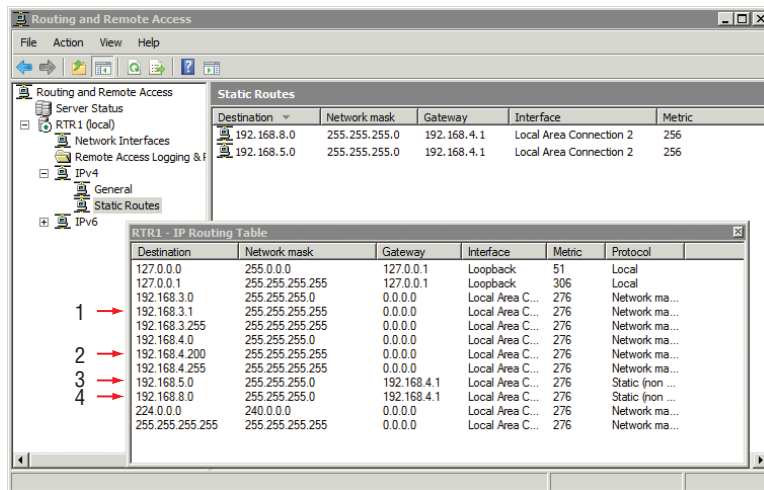 Routing and Remote Access
File Action View Help
Routing and Remote Access
Server Status
RTR1 (local)
Network Interfaces
Remote Access Logging & F
IPv4
General
Static Routes
IPv6
Static Routes
Destination Network mask Gateway Interface Metric
192.168.8.0 255.255.255.0 192.168.4.1 Local Area Connection 2 256
192.168.5.0 255.255.255.0 192.168.4.1 Local Area Connection 2 256
RTR1 - IP Routing Table
Destination Network mask Gateway Interface Metric Protocol
127.0.0.0 255.0.0.0 127.0.0.1 Loopback 51 Local
127.0.0.1 255.255.255.255 127.0.0.1 Loopback 306 Local
192.168.3.0 255.255.255.0 0.0.0.0 Local Area C... 276 Network ma...
1 192.168.3.1 255.255.255.255 0.0.0.0 Local Area C... 276 Network ma...
192.168.3.255 255.255.255.255 0.0.0.0 Local Area C... 276 Network ma...
192.168.4.0 255.255.255.0 0.0.0.0 Local Area C... 276 Network ma...
2 192.168.4.200 255.255.255.255 0.0.0.0 Local Area C... 276 Network ma...
192.168.4.255 255.255.255.255 0.0.0.0 Local Area C... 276 Network ma...
3 192.168.5.0 255.255.255.0 192.168.4.1 Local Area C... 276 Static (non ...
4 192.168.8.0 255.255.255.0 192.168.4.1 Local Area C... 276 Static (non ...
224.0.0.0 240.0.0.0 0.0.0.0 Local Area C... 276 Network ma...
255.255.255.255 255.255.255.255 0.0.0.0 Local Area C... 276 Network ma...